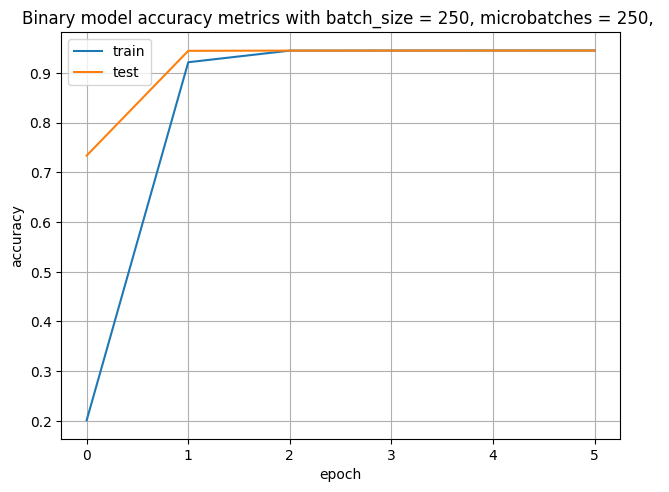 Binary model accuracy metrics with batch_size = 250, microbatches = 250,
train
test
accuracy
0.9
0.8
0.7
0.6
0.5
0.4
0.3
0.2
0 1 2 3 4 5
epoch